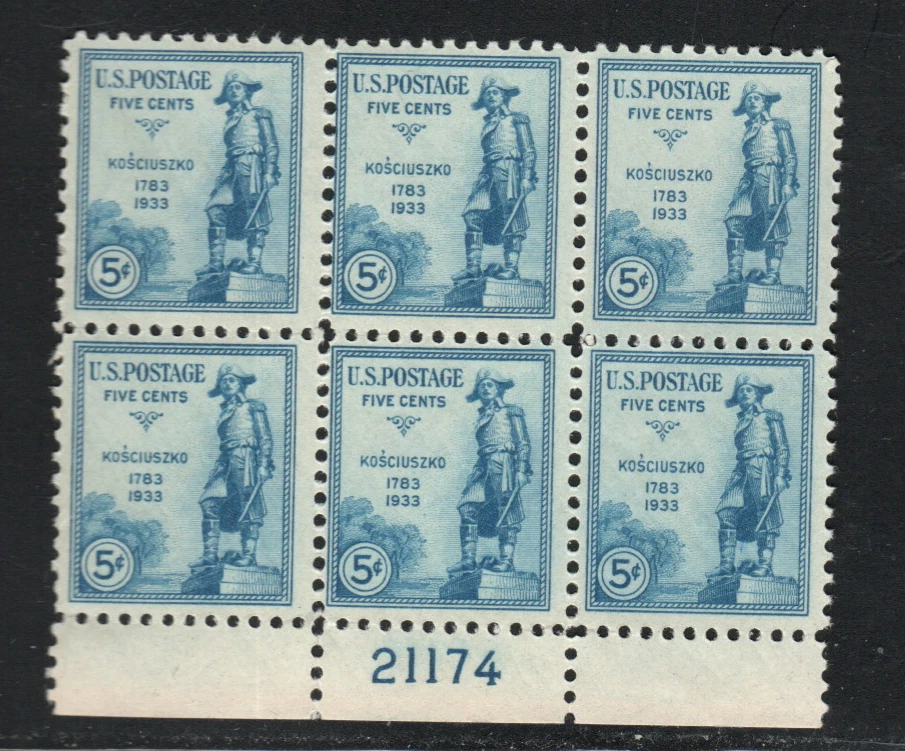 U.S.POSTAGE
FIVE CENTS
KOŚCIUSZKO
1783
1933
5¢
U.S.POSTAGE
FIVE CENTS
KOŚCIUSZKO
1783
1933
5¢
U.S.POSTAGE
FIVE CENTS
KOŚCIUSZKO
1783
1933
5¢
U.S.POSTAGE
FIVE CENTS
KOŚCIUSZKO
1783
1933
5¢
U.S.POSTAGE
FIVE CENTS
KOŚCIUSZKO
1783
1933
5¢
U.S.POSTAGE
FIVE CENTS
KOŚCIUSZKO
1783
1933
5¢
21174